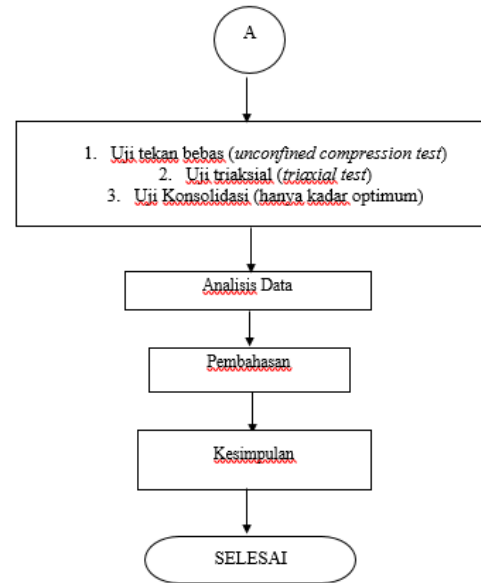 A
1. Uji tekan bebas (unconfined compression test)
2. Uji triaksial (triaxial test)
3. Uji Konsolidasi (hanya kadar optimum)
Analisis Data
Pembahasan
Kesimpulan
SELESAI